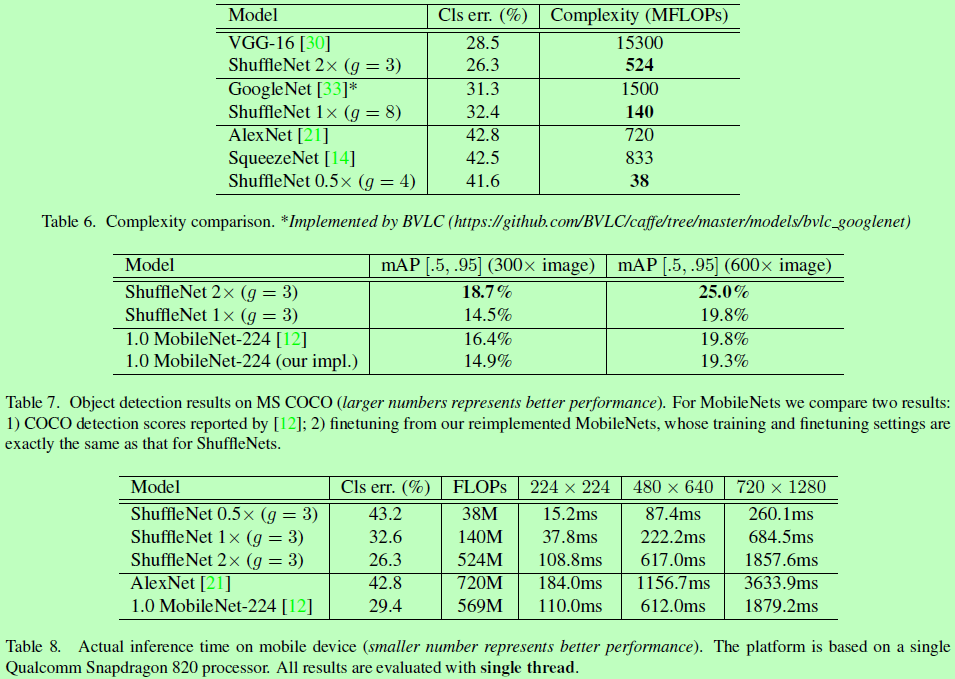 Model Cls err. (%) Complexity (MFLOPs)
VGG-16 [30] 28.5 15300
ShuffleNet 2× (g = 3) 26.3 524
GoogleNet [33]* 31.3 1500
ShuffleNet 1× (g = 8) 32.4 140
AlexNet [21] 42.8 720
SqueezeNet [14] 42.5 833
ShuffleNet 0.5× (g = 4) 41.6 38
Table 6. Complexity comparison. *Implemented by BVLC (https://github.com/BVLC/caffe/tree/master/models/bvlc_googlenet)
Model mAP [.5, .95] (300× image) mAP [.5, .95] (600× image)
ShuffleNet 2× (g = 3) 18.7% 25.0%
ShuffleNet 1× (g = 3) 14.5% 19.8%
1.0 MobileNet-224 [12] 16.4% 19.8%
1.0 MobileNet-224 (our impl.) 14.9% 19.3%
Table 7. Object detection results on MS COCO (larger numbers represents better performance). For MobileNets we compare two results:
1) COCO detection scores reported by [12]; 2) finetuning from our reimplemented MobileNets, whose training and finetuning settings are
exactly the same as that for ShuffleNets.
Model Cls err. (%) FLOPs 224 × 224 480 × 640 720 × 1280
ShuffleNet 0.5× (g = 3) 43.2 38M 15.2ms 87.4ms 260.1ms
ShuffleNet 1× (g = 3) 32.6 140M 37.8ms 222.2ms 684.5ms
ShuffleNet 2× (g = 3) 26.3 524M 108.8ms 617.0ms 1857.6ms
AlexNet [21] 42.8 720M 184.0ms 1156.7ms 3633.9ms
1.0 MobileNet-224 [12] 29.4 569M 110.0ms 612.0ms 1879.2ms
Table 8. Actual inference time on mobile device (smaller number represents better performance). The platform is based on a single
Qualcomm Snapdragon 820 processor. All results are evaluated with single thread.